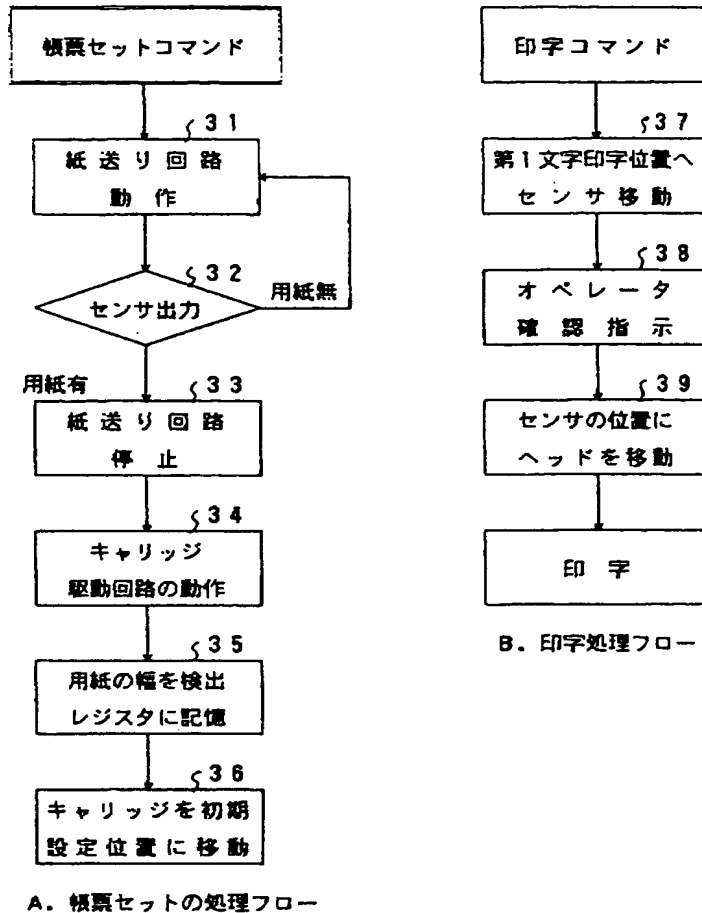 帳票セットコマンド
31
紙送り回路
動作
32
センサ出力
用紙無
用紙有
33
紙送り回路
停止
34
キャリッジ
駆動回路の動作
35
用紙の幅を検出
レジスタに記憶
36
キャリッジを初期
設定位置に移動
A．帳票セットの処理フロー
印字コマンド
37
第1文字印字位置へ
センサ移動
38
オペレータ
確認指示
39
センサの位置に
ヘッドを移動
印字
B．印字処理フロー